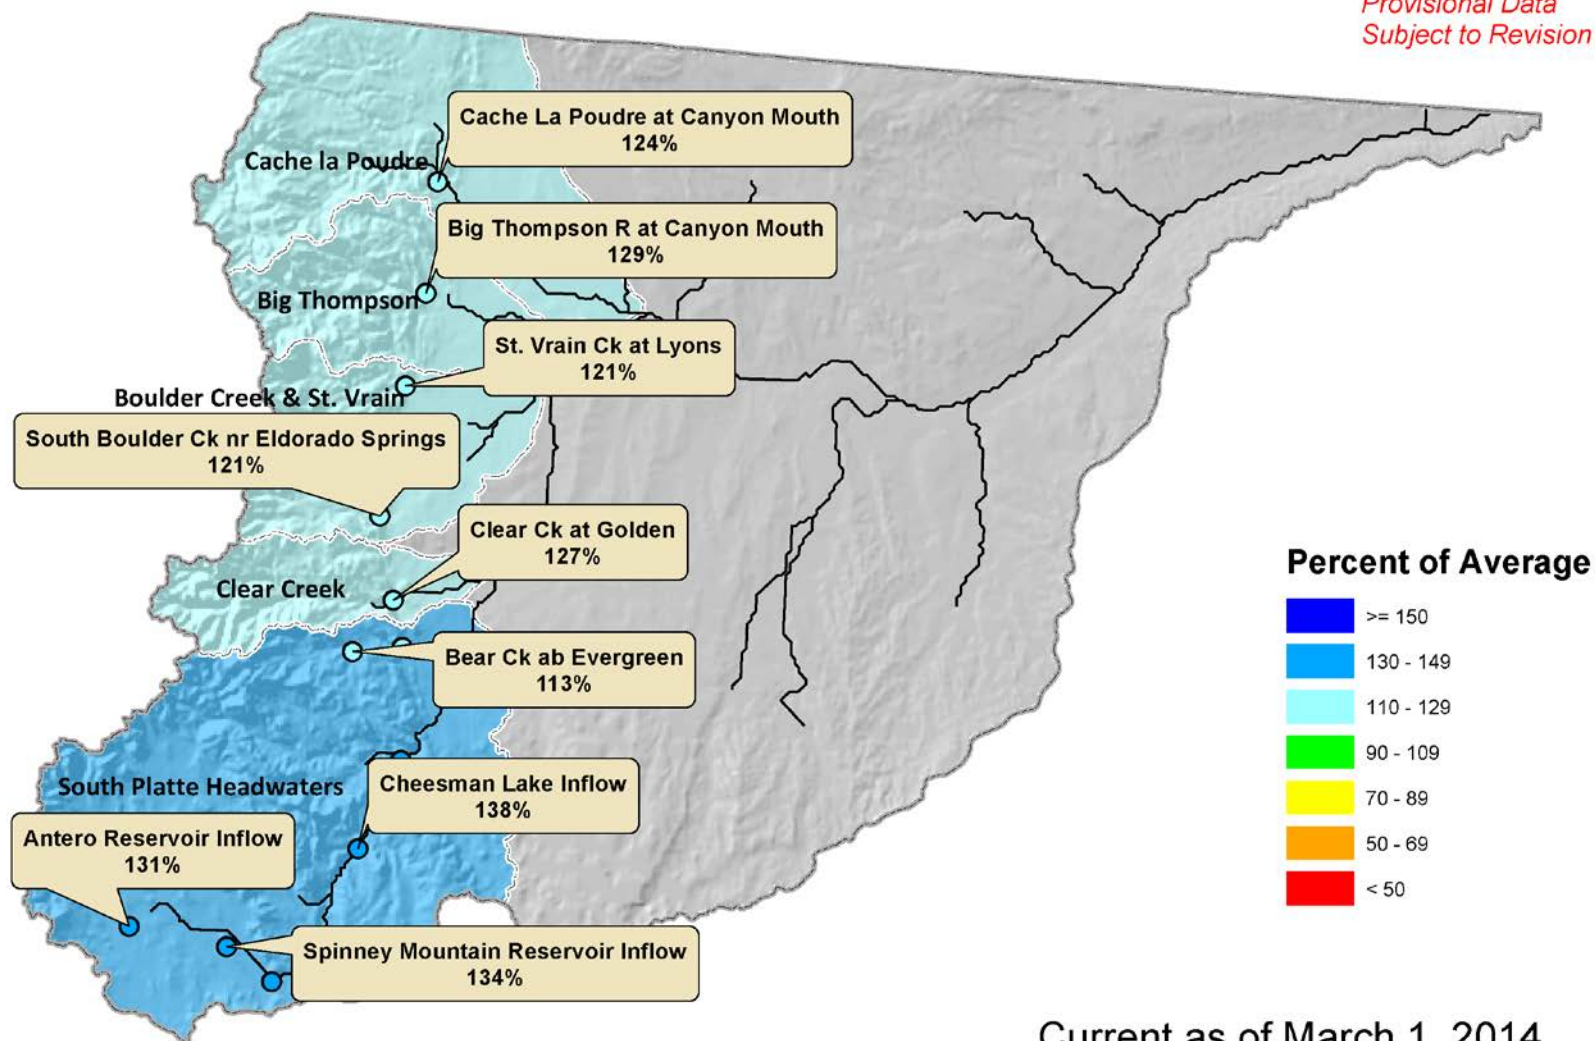 Provisional Data
Subject to Revision
Cache La Poudre at Canyon Mouth
124%
Cache la Poudre
Big Thompson R at Canyon Mouth
129%
Big Thompson
St. Vrain Ck at Lyons
121%
Boulder Creek & St. Vrain
South Boulder Ck nr Eldorado Springs
121%
Clear Ck at Golden
127%
Clear Creek
Bear Ck ab Evergreen
113%
South Platte Headwaters
Cheesman Lake Inflow
138%
Antero Reservoir Inflow
131%
Spinney Mountain Reservoir Inflow
134%
Percent of Average
>= 150
130 - 149
110 - 129
90 - 109
70 - 89
50 - 69
< 50
Current as of March 1, 2014